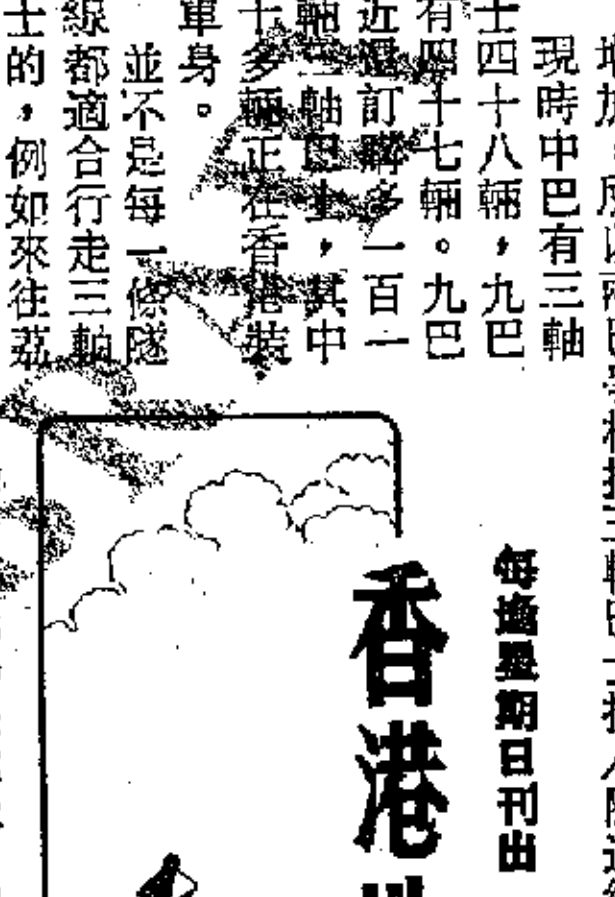 現時中巴有三軸
士四十八輛，九巴
有四十七輛。九巴
近還訂購多一百一
輛三軸巴士，其中
十多輛正在香港裝
車身。
並不是每一條隧
線都適合行走三軸
士的，例如來往荔
每逢星期日刊出
香港